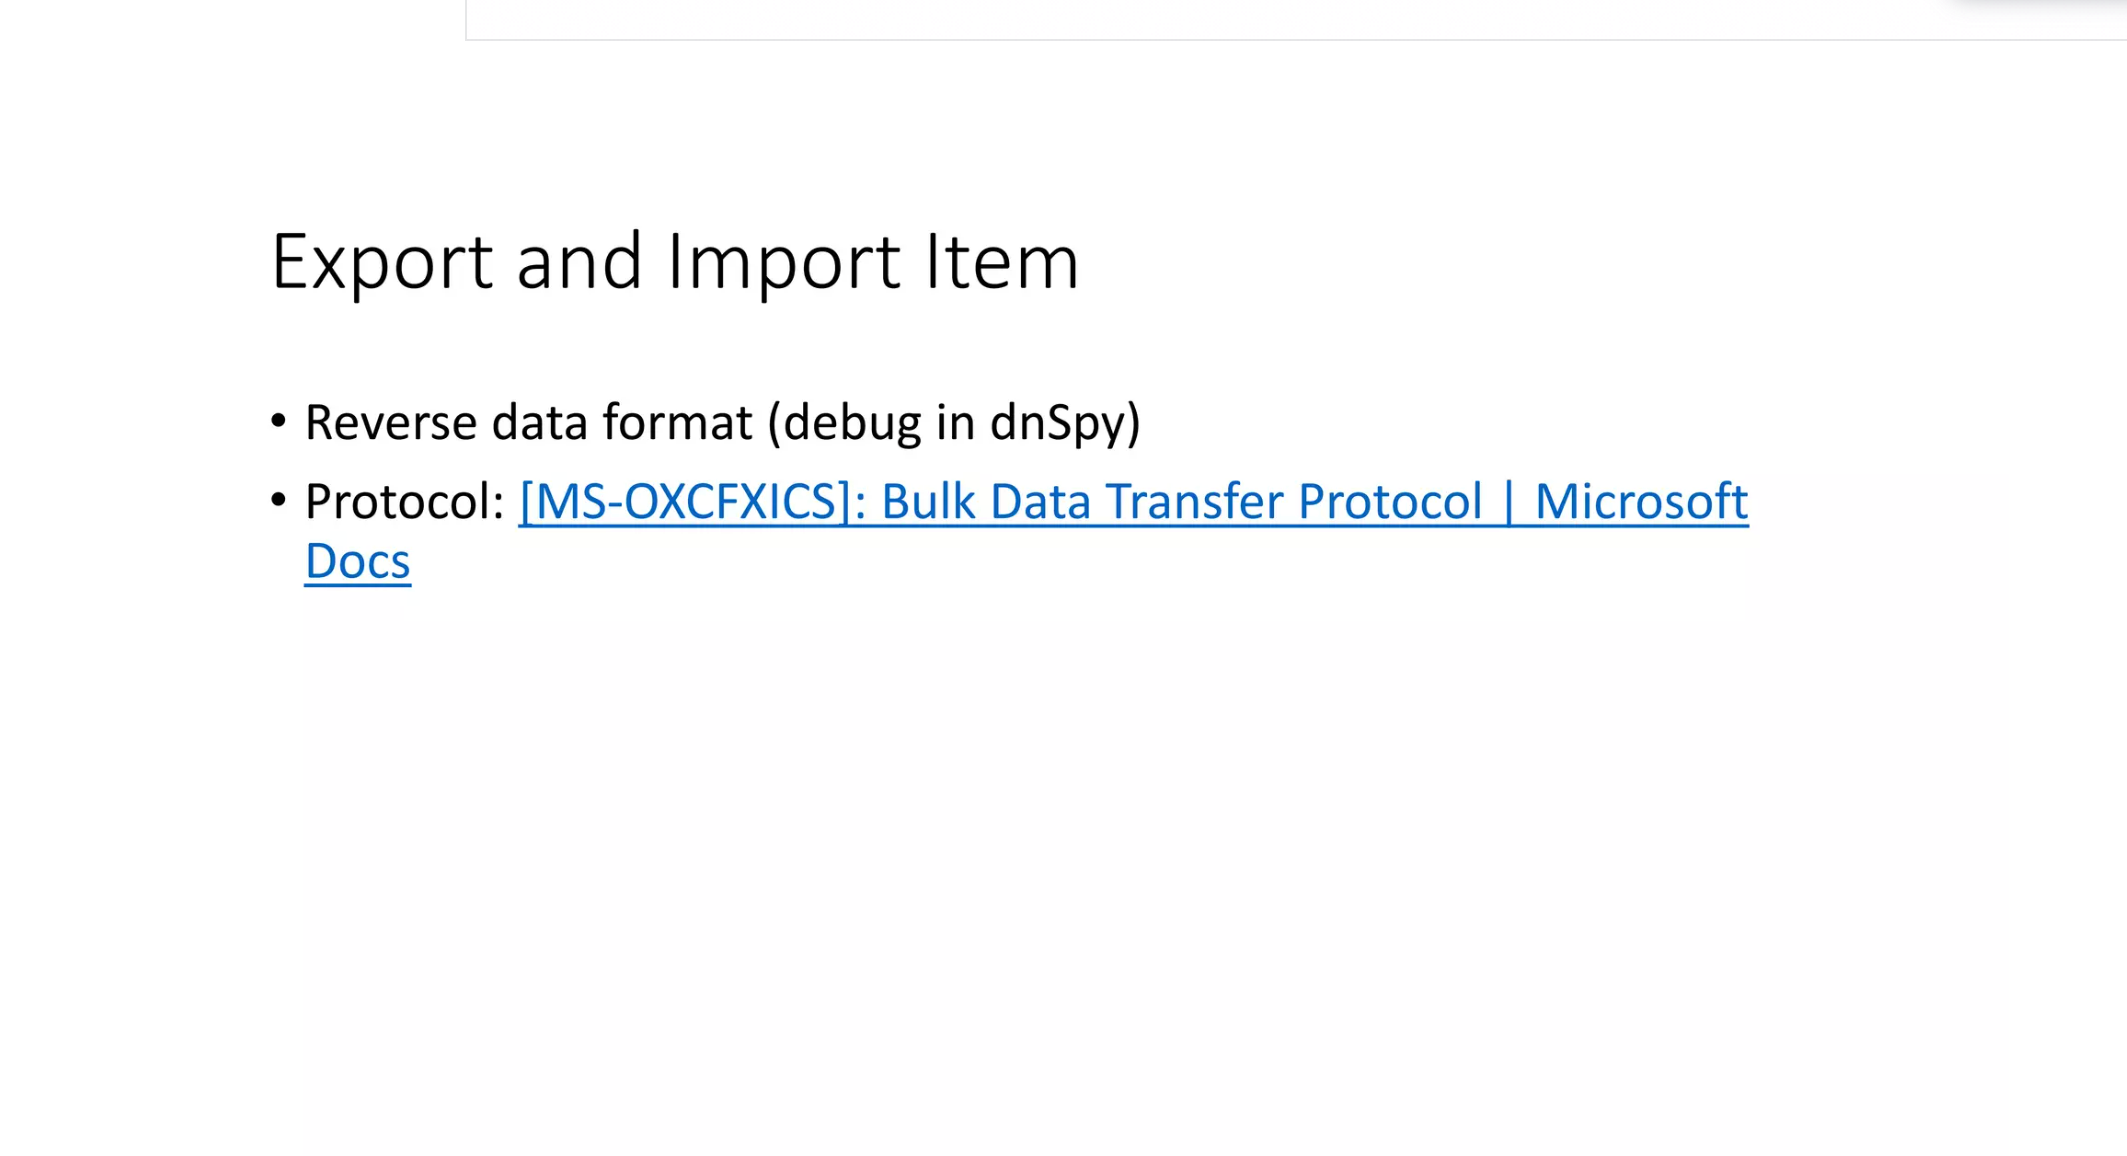 Export and Import Item
• Reverse data format (debug in dnSpy)
• Protocol: [MS-OXCFXICS]: Bulk Data Transfer Protocol | Microsoft
Docs